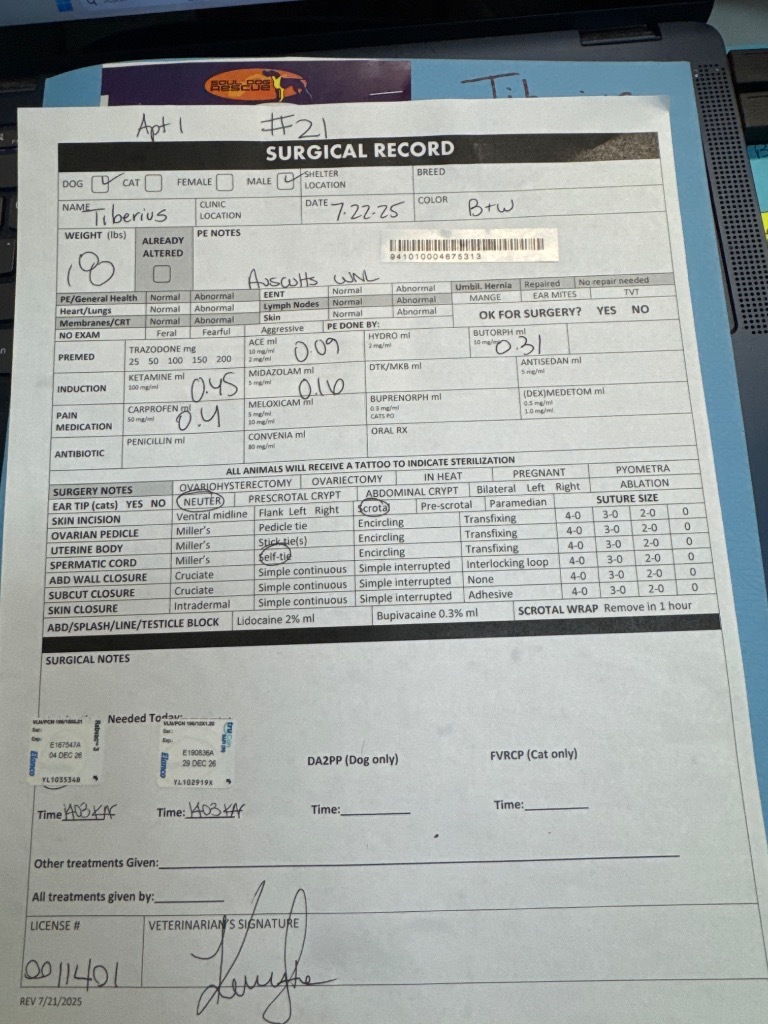 SOUL DOG
RESCUE
Apt 1 #21
SURGICAL RECORD
DOG CAT FEMALE MALE SHELTER LOCATION BREED
NAME Tiberius CLINIC LOCATION DATE 7-22-25 COLOR B+W
WEIGHT (lbs) 18 ALREADY ALTERED PE NOTES
941010004675313
Auscults WNL
PE/General Health Normal Abnormal EENT Normal Abnormal Umbil. Hernia Repaired No repair needed
Heart/Lungs Normal Abnormal Lymph Nodes Normal Abnormal MANGE EAR MITES TVT
Membranes/CRT Normal Abnormal Skin Normal Abnormal OK FOR SURGERY? YES NO
NO EXAM Feral Fearful Aggressive PE DONE BY:
PREMED TRAZODONE mg 25 50 100 150 200 ACE ml 10 mg/ml 2 mg/ml 0.09 HYDRO ml 2 mg/ml BUTORPH ml 10 mg/ml 0.31
INDUCTION KETAMINE ml 100 mg/ml 0.45 MIDAZOLAM ml 5 mg/ml 0.16 DTK/MKB ml ANTISEDAN ml 5 mg/ml
PAIN MEDICATION CARPROFEN ml 50 mg/ml 0.4 MELOXICAM ml 5 mg/ml 10 mg/ml BUPRENORPH ml 0.3 mg/ml CATS PO (DEX)MEDETOM ml 0.5 mg/ml 1.0 mg/ml
ANTIBIOTIC PENICILLIN ml CONVENIA ml 80 mg/ml ORAL RX
ALL ANIMALS WILL RECEIVE A TATTOO TO INDICATE STERILIZATION
SURGERY NOTES OVARIOHYSTERECTOMY OVARIECTOMY IN HEAT PREGNANT PYOMETRA
EAR TIP (cats) YES NO NEUTER PRESCROTAL CRYPT ABDOMINAL CRYPT Bilateral Left Right ABLATION
SKIN INCISION Ventral midline Flank Left Right Scrotal Pre-scrotal Paramedian SUTURE SIZE
OVARIAN PEDICLE Miller's Pedicle tie Encircling Transfixing 4-0 3-0 2-0 0
UTERINE BODY Miller's Stick tie(s) Encircling Transfixing 4-0 3-0 2-0 0
SPERMATIC CORD Miller's Self-tie Encircling Transfixing 4-0 3-0 2-0 0
ABD WALL CLOSURE Cruciate Simple continuous Simple interrupted Interlocking loop 4-0 3-0 2-0 0
SUBCUT CLOSURE Cruciate Simple continuous Simple interrupted None 4-0 3-0 2-0 0
SKIN CLOSURE Intradermal Simple continuous Simple interrupted Adhesive 4-0 3-0 2-0 0
ABD/SPLASH/LINE/TESTICLE BLOCK Lidocaine 2% ml Bupivacaine 0.3% ml SCROTAL WRAP Remove in 1 hour
SURGICAL NOTES
Needed Today:
E167547A
04 DEC 26
Elanco
E190836A
29 DEC 26
Elanco
YL102919X
DA2PP (Dog only) FVRCP (Cat only)
Time 1403 KAF Time: 1403 KAF Time: Time:
Other treatments Given:
All treatments given by:
LICENSE # VETERINARIAN'S SIGNATURE
0011401
REV 7/21/2025